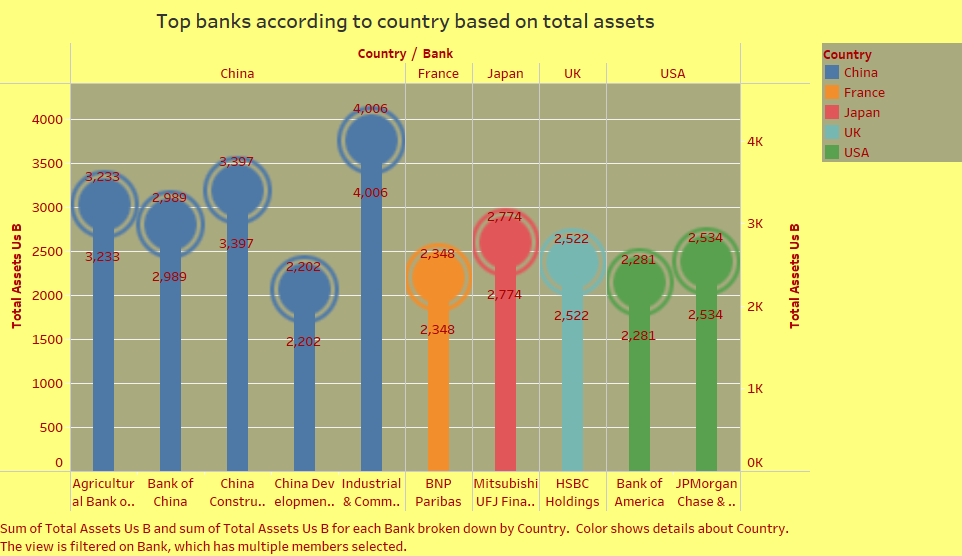 Top banks according to country based on total assets
Country / Bank
China France Japan UK USA
Country
China
France
Japan
UK
USA
Total Assets Us B
4000
3500
3000
2500
2000
1500
1000
500
0
4,006
4,006
3,397
3,397
3,233
3,233
2,989
2,989
2,202
2,202
2,348
2,348
2,774
2,774
2,522
2,522
2,281
2,281
2,534
2,534
4K
3K
2K
1K
0K
Total Assets Us B
Agricultur
al Bank o..
Bank of
China
China
Constru..
China Dev
elopmen..
Industrial
& Comm..
BNP
Paribas
Mitsubishi
UFJ Fina..
HSBC
Holdings
Bank of
America
JPMorgan
Chase & ..
Sum of Total Assets Us B and sum of Total Assets Us B for each Bank broken down by Country.  Color shows details about Country.
The view is filtered on Bank, which has multiple members selected.